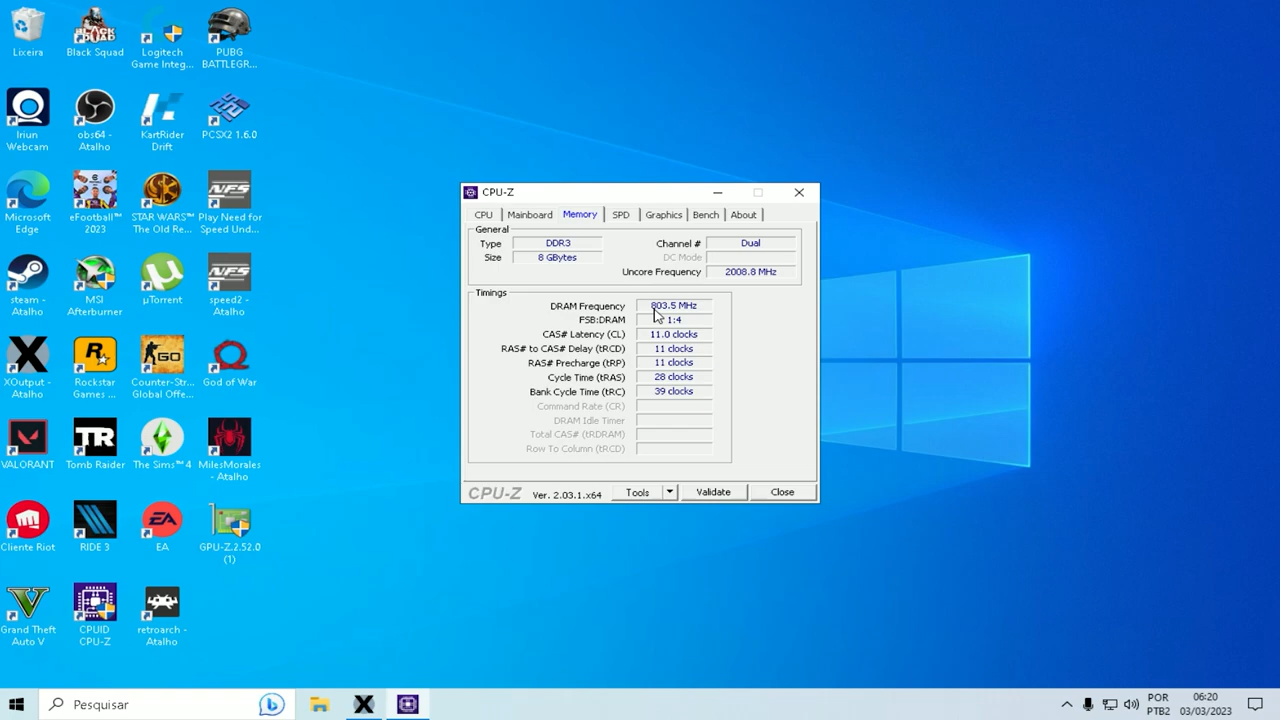 Lixeira
Black Squad
Logitech
Game Integ...
PUBG
BATTLEGR...
Iriun
Webcam
obs64 -
Atalho
KartRider
Drift
PCSX2 1.6.0
Microsoft
Edge
eFootball™
2023
STAR WARS™
The Old Re...
Play Need for
Speed Und...
steam -
Atalho
MSI
Afterburner
µTorrent
speed2 -
Atalho
XOutput -
Atalho
Rockstar
Games ...
Counter-Str...
Global Offe...
God of War
VALORANT
Tomb Raider
The Sims™ 4
MilesMorales
- Atalho
Cliente Riot
RIDE 3
EA
GPU-Z.2.52.0
(1)
Grand Theft
Auto V
CPUID
CPU-Z
retroarch -
Atalho
CPU-Z
CPU Mainboard Memory SPD Graphics Bench About
General
Type DDR3 Channel # Dual
Size 8 GBytes DC Mode
Uncore Frequency 2008.8 MHz
Timings
DRAM Frequency 803.5 MHz
FSB:DRAM 1:4
CAS# Latency (CL) 11.0 clocks
RAS# to CAS# Delay (tRCD) 11 clocks
RAS# Precharge (tRP) 11 clocks
Cycle Time (tRAS) 28 clocks
Bank Cycle Time (tRC) 39 clocks
Command Rate (CR)
DRAM Idle Timer
Total CAS# (tRDRAM)
Row To Column (tRCD)
CPU-Z Ver. 2.03.1.x64 Tools Validate Close
Pesquisar
POR
PTB2
06:20
03/03/2023